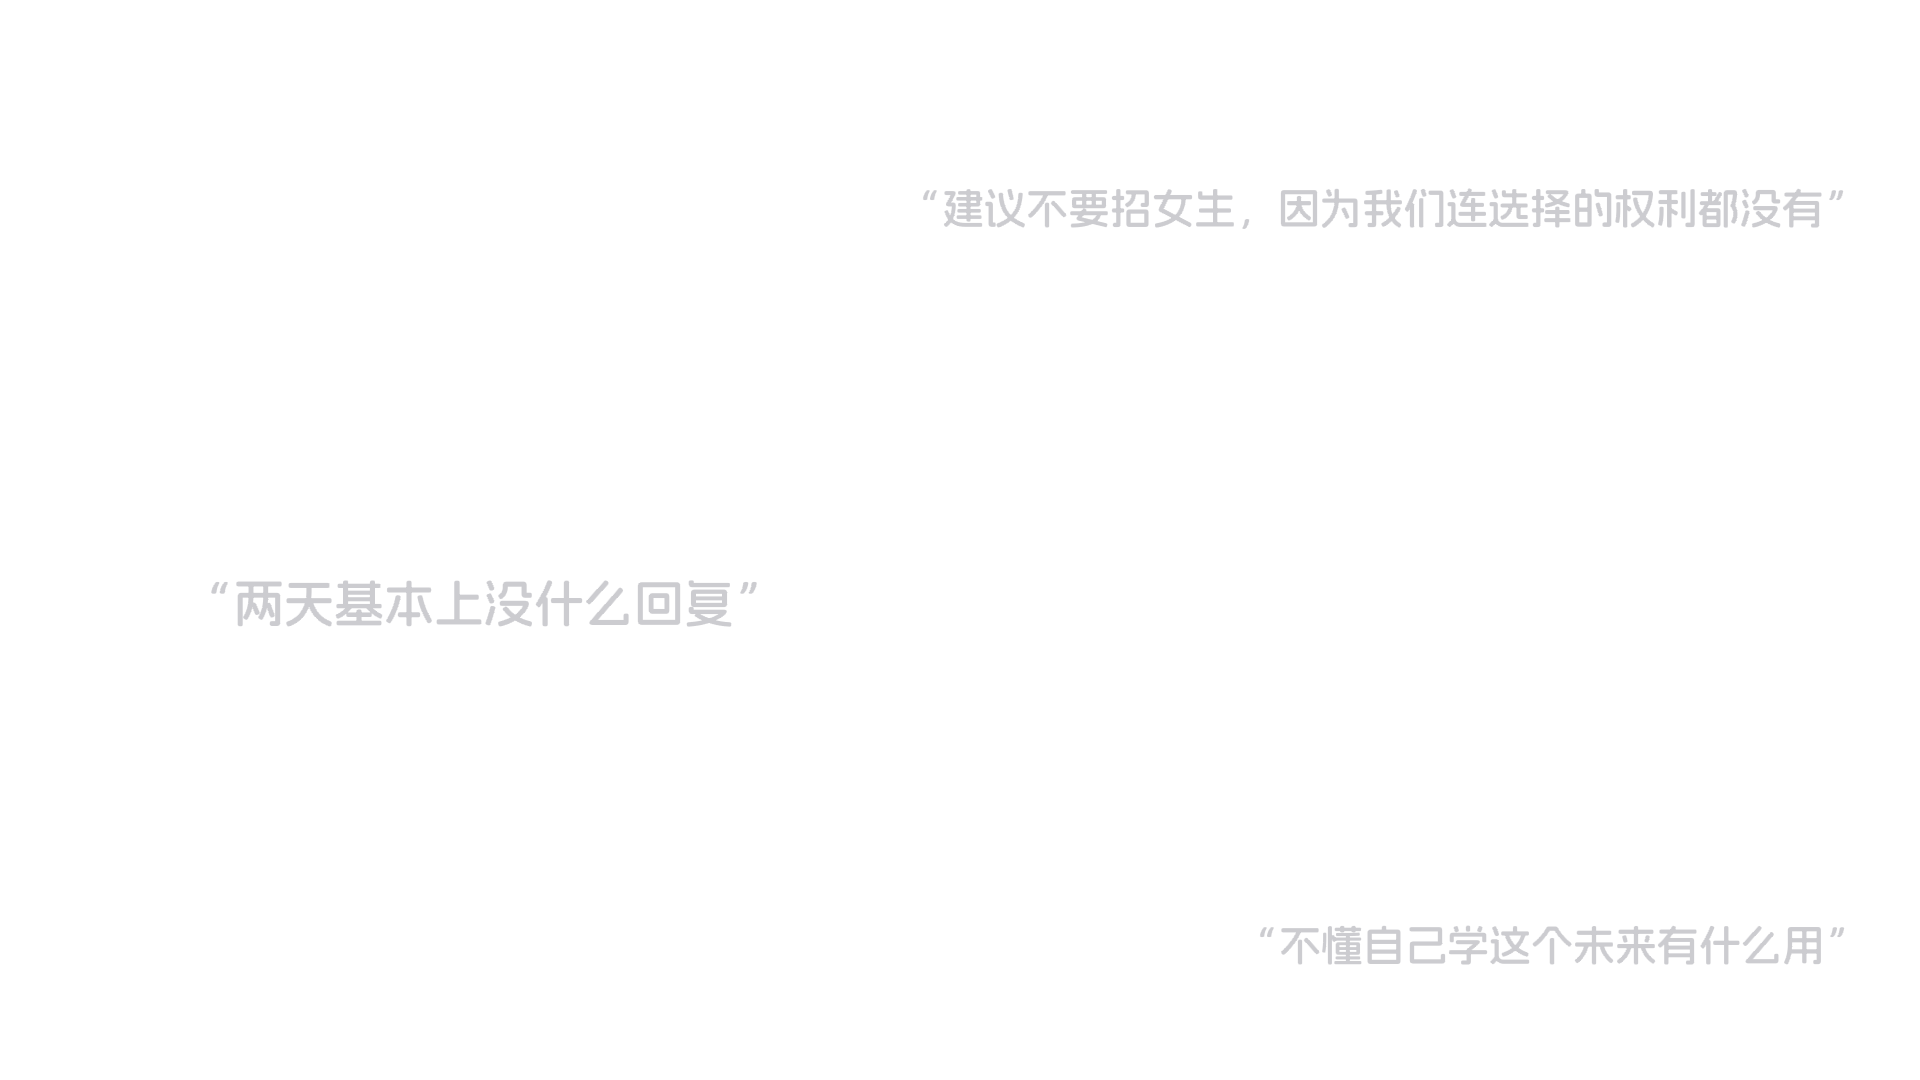 “建议不要招女生，因为我们连选择的权利都没有”
“两天基本上没什么回复”
“不懂自己学这个未来有什么用”